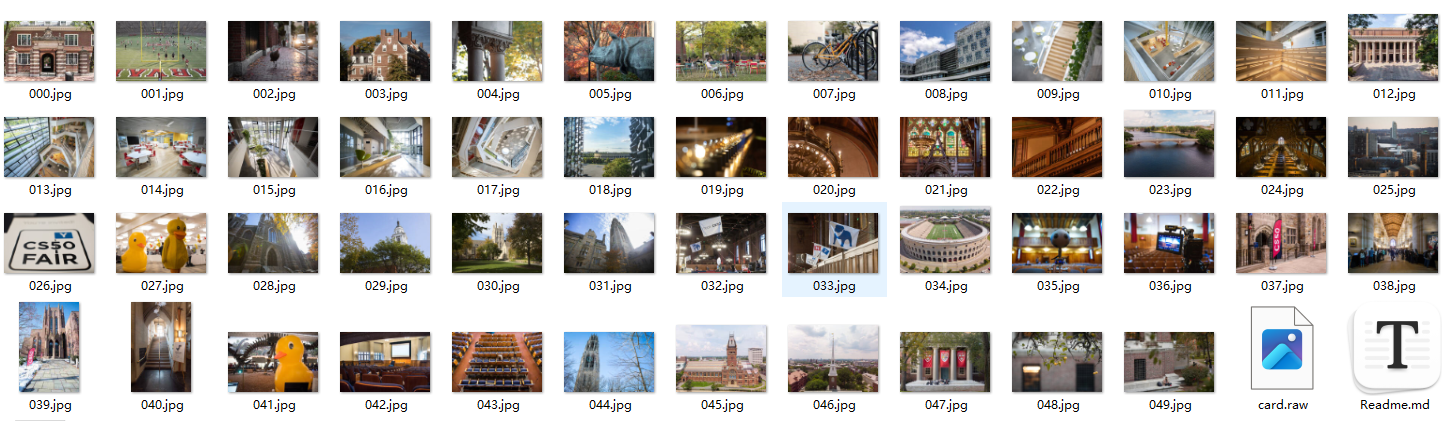 000.jpg 001.jpg 002.jpg 003.jpg 004.jpg 005.jpg 006.jpg 007.jpg 008.jpg 009.jpg 010.jpg 011.jpg 012.jpg
013.jpg 014.jpg 015.jpg 016.jpg 017.jpg 018.jpg 019.jpg 020.jpg 021.jpg 022.jpg 023.jpg 024.jpg 025.jpg
CS50
FAIR
CS50
026.jpg 027.jpg 028.jpg 029.jpg 030.jpg 031.jpg 032.jpg 033.jpg 034.jpg 035.jpg 036.jpg 037.jpg 038.jpg
T
039.jpg 040.jpg 041.jpg 042.jpg 043.jpg 044.jpg 045.jpg 046.jpg 047.jpg 048.jpg 049.jpg card.raw Readme.md